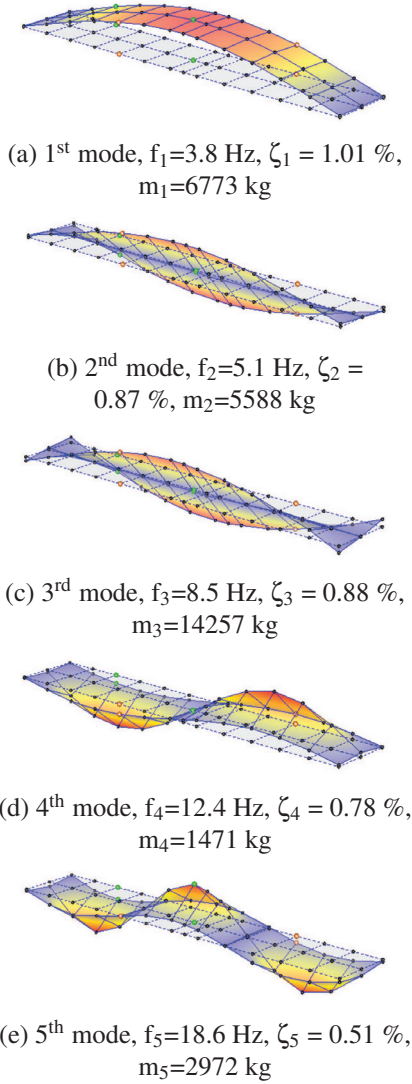 (a) 1st mode, f1=3.8 Hz, ζ1 = 1.01 %,
m1=6773 kg
(b) 2nd mode, f2=5.1 Hz, ζ2 =
0.87 %, m2=5588 kg
(c) 3rd mode, f3=8.5 Hz, ζ3 = 0.88 %,
m3=14257 kg
(d) 4th mode, f4=12.4 Hz, ζ4 = 0.78 %,
m4=1471 kg
(e) 5th mode, f5=18.6 Hz, ζ5 = 0.51 %,
m5=2972 kg